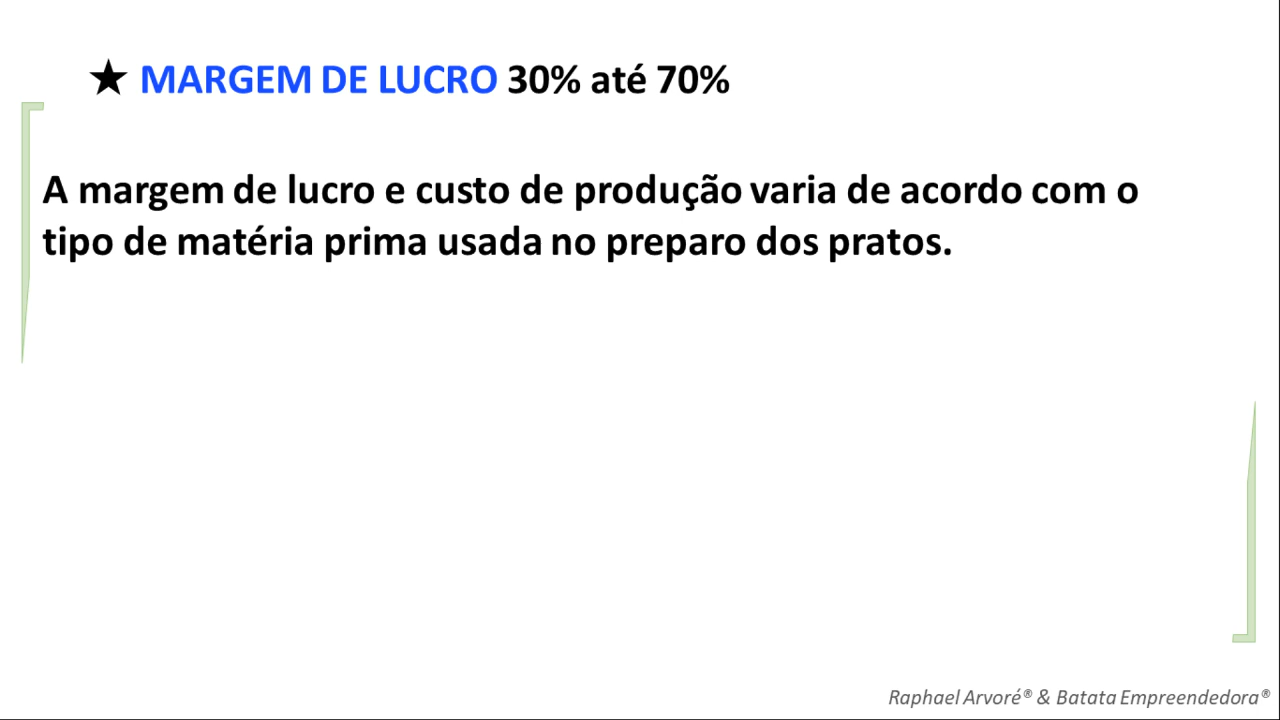 ★ MARGEM DE LUCRO 30% até 70%
A margem de lucro e custo de produção varia de acordo com o
tipo de matéria prima usada no preparo dos pratos.
Raphael Arvoré® & Batata Empreendedora®